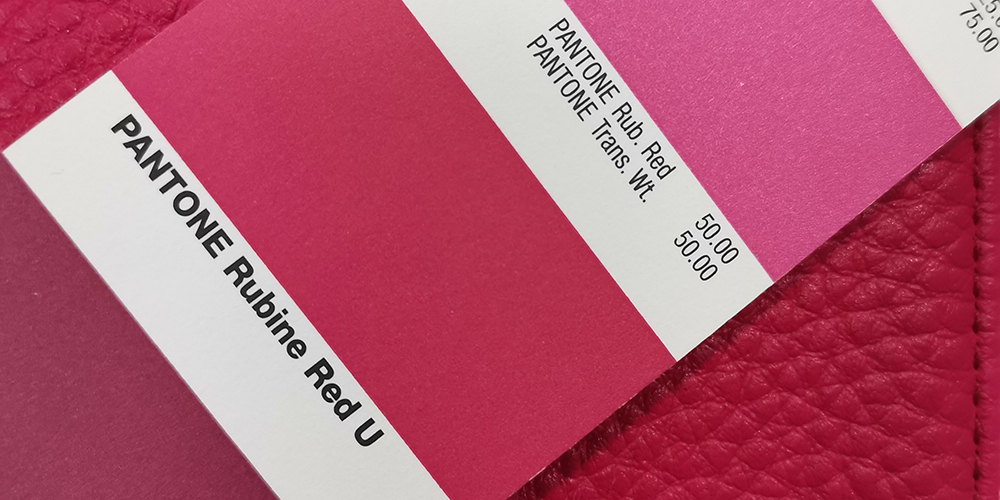 75.00
PANTONE Rub. Red 50.00
PANTONE Trans. Wt. 50.00
PANTONE Rubine Red U